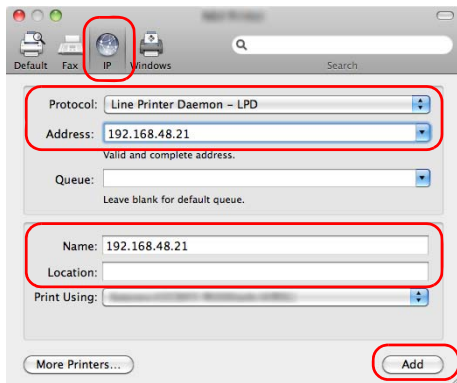 Default Fax IP Windows Search
Protocol: Line Printer Daemon – LPD
Address: 192.168.48.21
Valid and complete address.
Queue:
Leave blank for default queue.
Name: 192.168.48.21
Location:
Print Using:
More Printers... Add